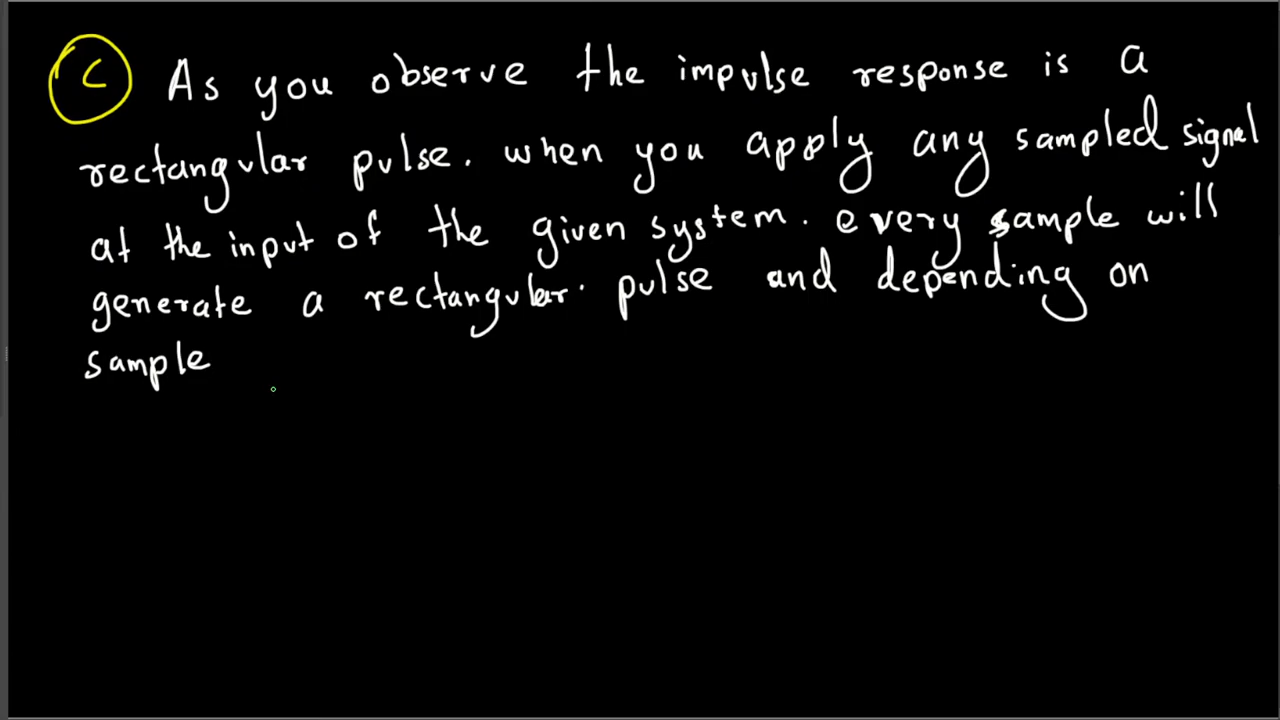 C As you observe the impulse response is a
rectangular pulse. when you apply any sampled signal
at the input of the given system. every sample will
generate a rectangular. pulse and depending on
sample